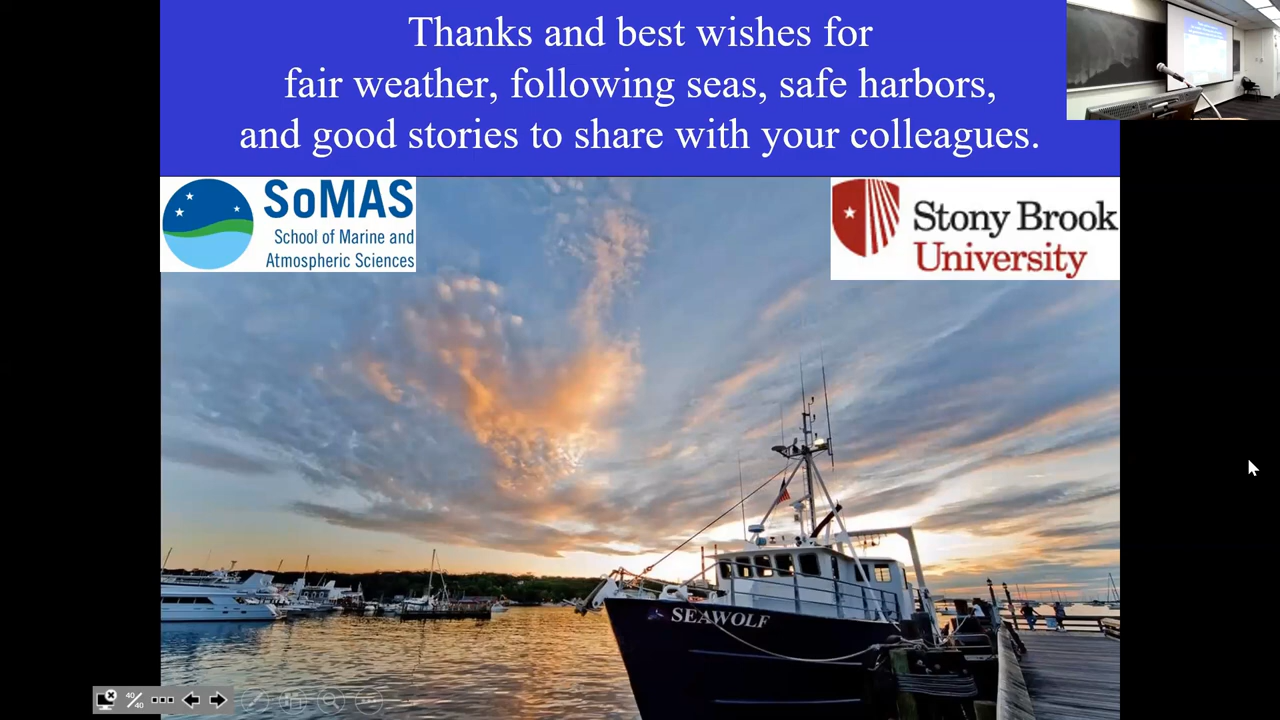 Thanks and best wishes for
fair weather, following seas, safe harbors,
and good stories to share with your colleagues.
SoMAS
School of Marine and
Atmospheric Sciences
Stony Brook
University
SEAWOLF
40/40